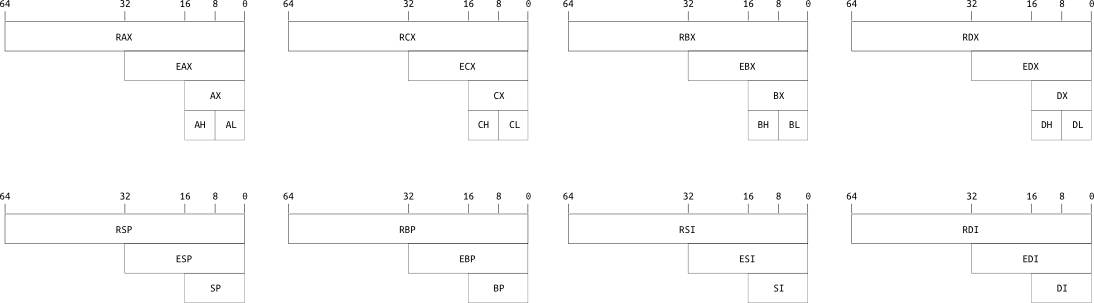 64 32 16 8 0 64 32 16 8 0 64 32 16 8 0 64 32 16 8 0
RAX RCX RBX RDX
EAX ECX EBX EDX
AX CX BX DX
AH AL CH CL BH BL DH DL
64 32 16 8 0 64 32 16 8 0 64 32 16 8 0 64 32 16 8 0
RSP RBP RSI RDI
ESP EBP ESI EDI
SP BP SI DI